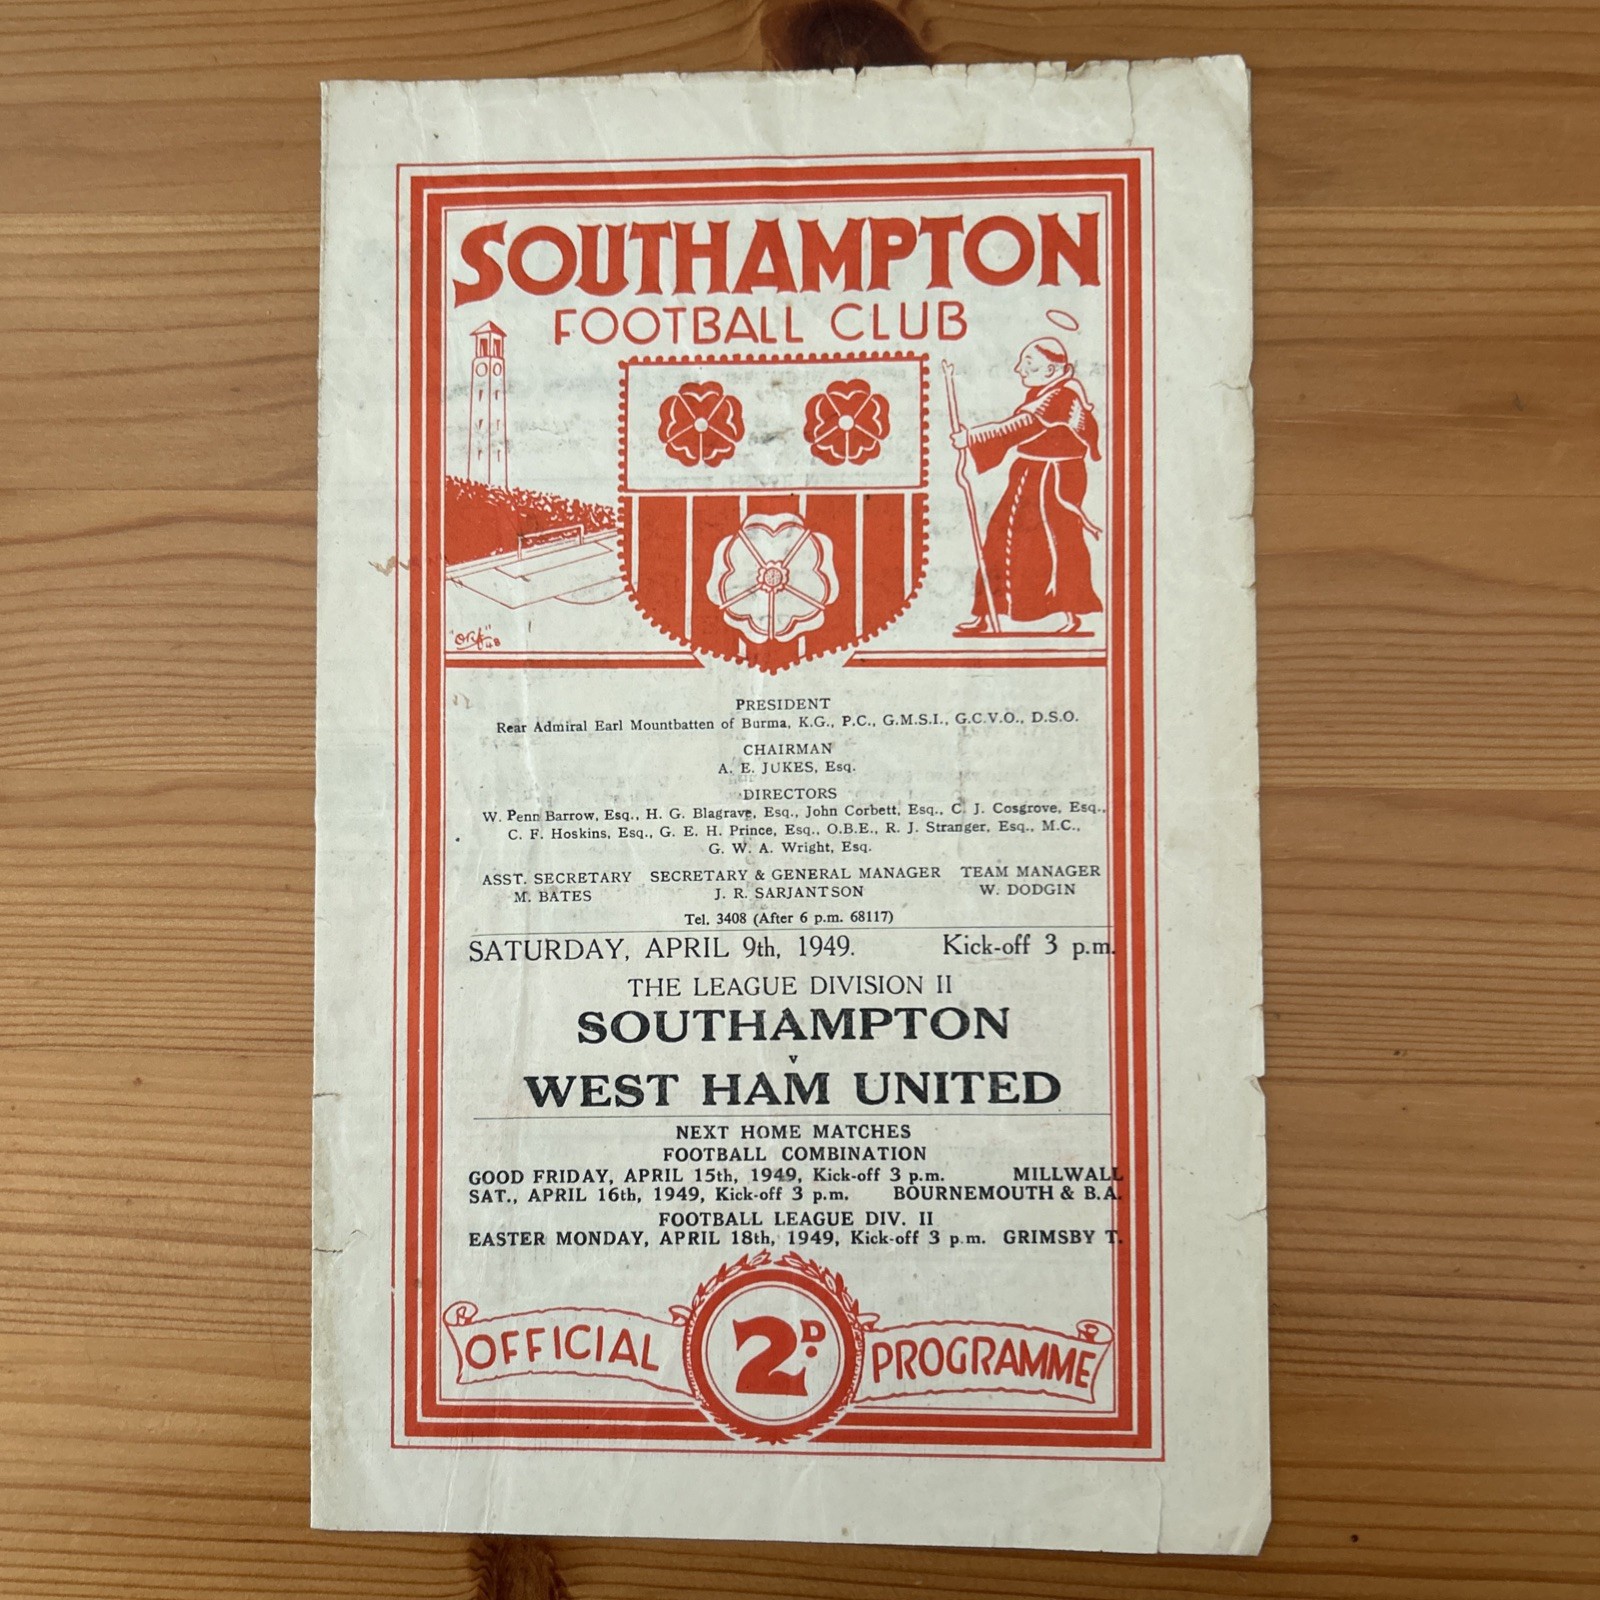 SOUTHAMPTON
FOOTBALL CLUB
PRESIDENT
Rear Admiral Earl Mountbatten of Burma, K.G., P.C., G.M.S.I., G.C.V.O., D.S.O.
CHAIRMAN
A. E. JUKES, Esq.
DIRECTORS
W. Penn Barrow, Esq., H. G. Blagrave, Esq., John Corbett, Esq., C. J. Cosgrove, Esq.,
C. F. Hoskins, Esq., G. E. H. Prince, Esq., O.B.E., R. J. Stranger, Esq., M.C.,
G. W. A. Wright, Esq.
ASST. SECRETARY SECRETARY & GENERAL MANAGER TEAM MANAGER
M. BATES J. R. SARJANTSON W. DODGIN
Tel. 3408 (After 6 p.m. 68117)
SATURDAY, APRIL 9th, 1949. Kick-off 3 p.m.
THE LEAGUE DIVISION II
SOUTHAMPTON
v
WEST HAM UNITED
NEXT HOME MATCHES
FOOTBALL COMBINATION
GOOD FRIDAY, APRIL 15th, 1949, Kick-off 3 p.m. MILLWALL
SAT., APRIL 16th, 1949, Kick-off 3 p.m. BOURNEMOUTH & B.A.
FOOTBALL LEAGUE DIV. II
EASTER MONDAY, APRIL 18th, 1949, Kick-off 3 p.m. GRIMSBY T.
OFFICIAL 2D. PROGRAMME